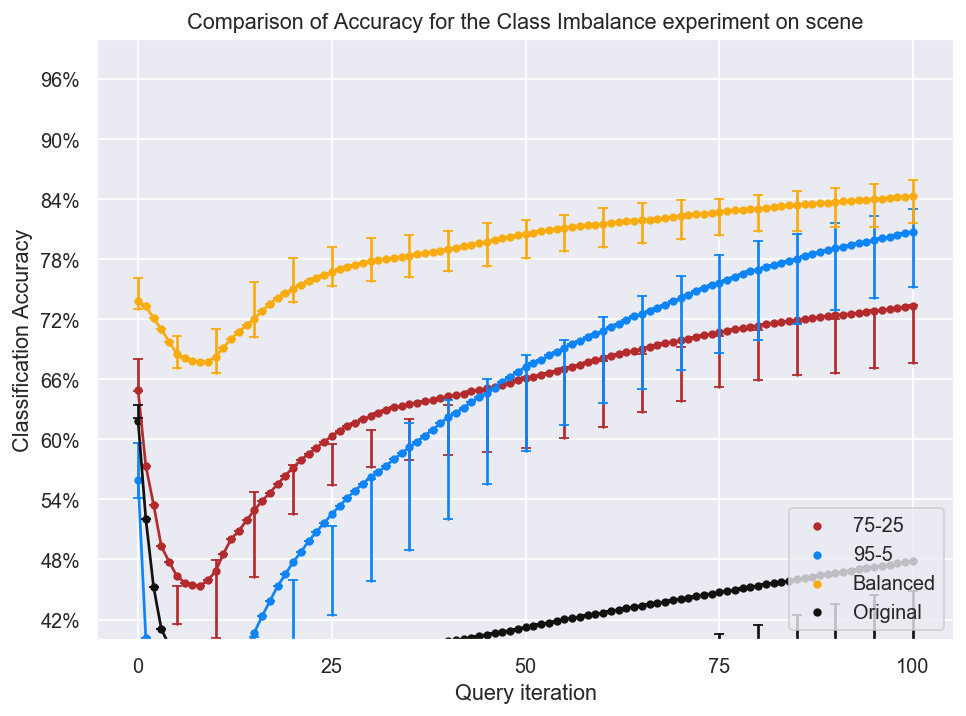 Comparison of Accuracy for the Class Imbalance experiment on scene
Classification Accuracy
96%
90%
84%
78%
72%
66%
60%
54%
48%
42%
75-25
95-5
Balanced
Original
0 25 50 75 100
Query iteration